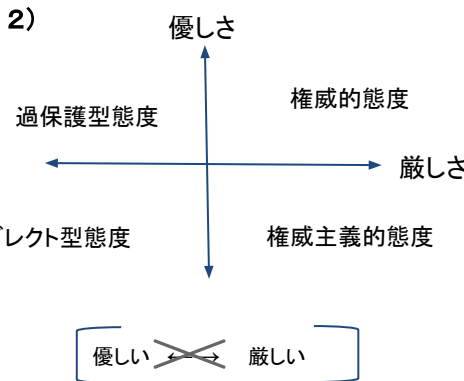 2)
優しさ
権威的態度
過保護型態度
厳しさ
グレクト型態度
権威主義的態度
優しい ←→ 厳しい